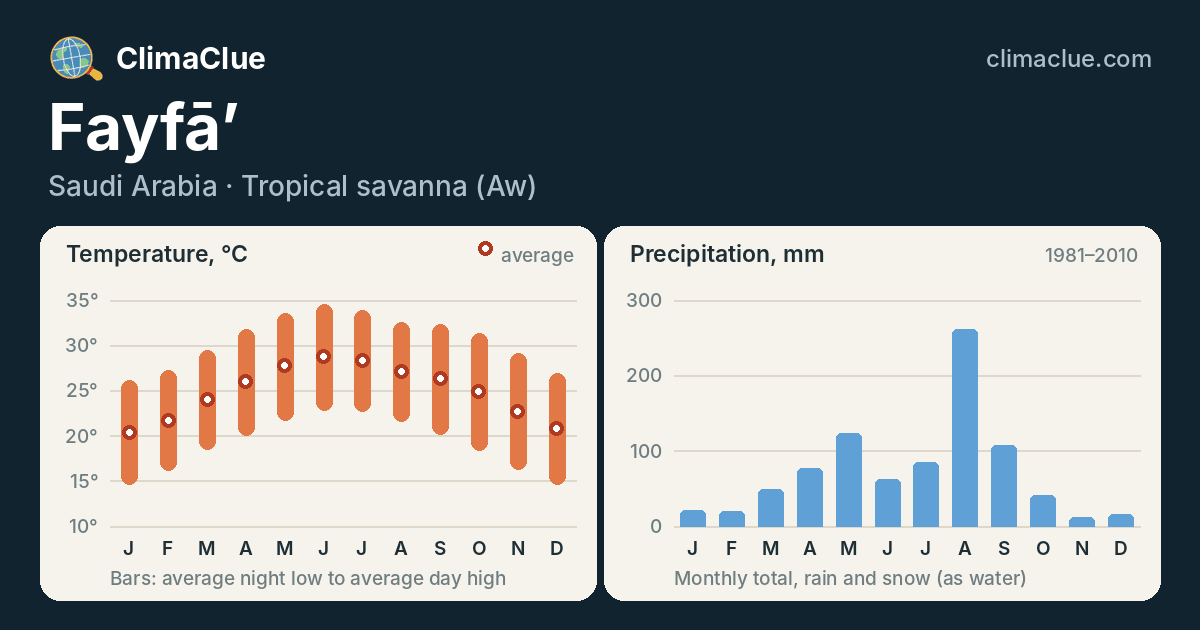 ClimaClue
climaclue.com
Fayfā’
Saudi Arabia · Tropical savanna (Aw)
Temperature, °C
average
35°
30°
25°
20°
15°
10°
J F M A M J J A S O N D
Bars: average night low to average day high
Precipitation, mm
1981–2010
300
200
100
0
J F M A M J J A S O N D
Monthly total, rain and snow (as water)